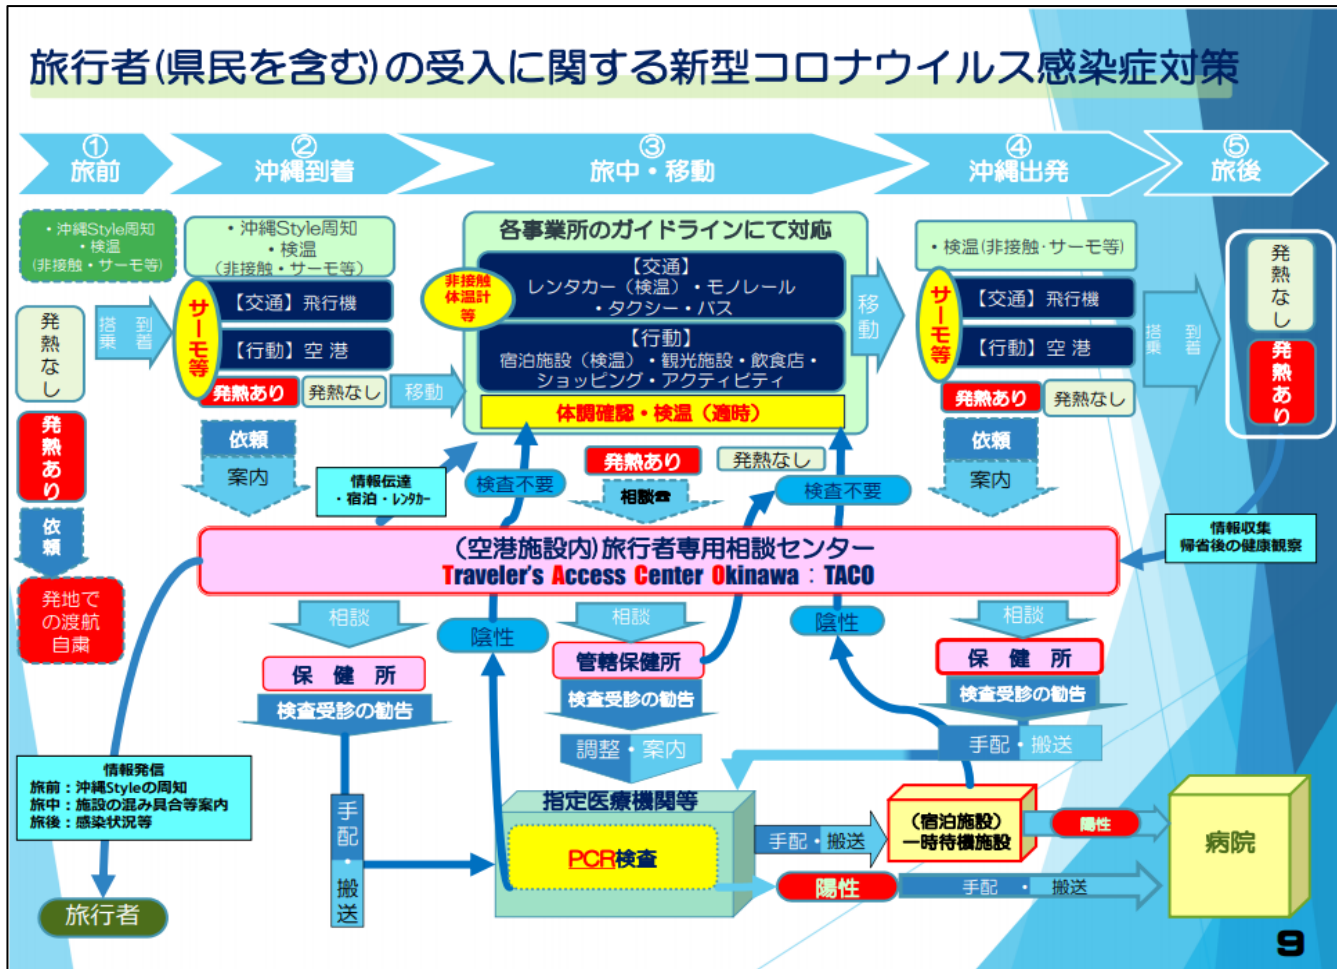 旅行者(県民を含む)の受入に関する新型コロナウイルス感染症対策
①
旅前
②
沖縄到着
③
旅中・移動
④
沖縄出発
⑤
旅後
・沖縄Style周知
・検温
(非接触・サーモ等)
発熱なし
発熱あり
依頼
発地で
の渡航
自粛
搭乗
到着
・沖縄Style周知
・検温
(非接触・サーモ等)
サーモ等
【交通】飛行機
【行動】空 港
発熱あり
発熱なし
依頼
案内
移動
各事業所のガイドラインにて対応
非接触
体温計
等
【交通】
レンタカー(検温)・モノレール
・タクシー・バス
【行動】
宿泊施設(検温)・観光施設・飲食店・
ショッピング・アクティビティ
体調確認・検温(適時)
発熱あり
発熱なし
相談☎
検査不要
検査不要
情報伝達
・宿泊・レンタカー
移動
・検温(非接触・サーモ等)
サーモ等
【交通】飛行機
【行動】空 港
発熱あり
発熱なし
依頼
案内
搭乗
到着
発熱なし
発熱あり
情報収集
帰省後の健康観察
(空港施設内)旅行者専用相談センター
Traveler's Access Center Okinawa:TACO
相談
保 健 所
検査受診の勧告
手配・搬送
陰性
相談
管轄保健所
検査受診の勧告
調整・案内
陰性
相談
保 健 所
検査受診の勧告
手配・搬送
情報発信
旅前:沖縄Styleの周知
旅中:施設の混み具合等案内
旅後:感染状況等
旅行者
指定医療機関等
PCR検査
手配・搬送
(宿泊施設)
一時待機施設
陽性
陽性
手配 ・ 搬送
病院
9